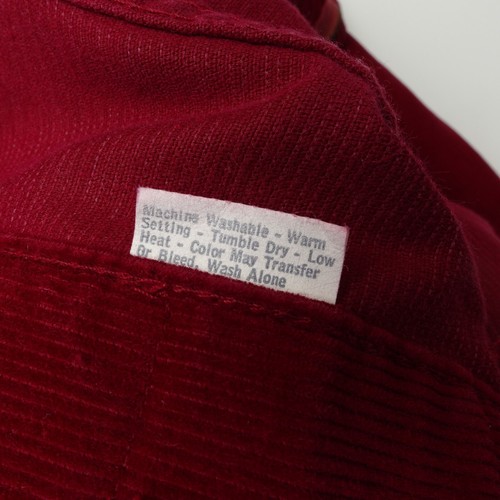 Machine Washable - Warm
Setting - Tumble Dry - Low
Heat - Color May Transfer
Or Bleed, Wash Alone